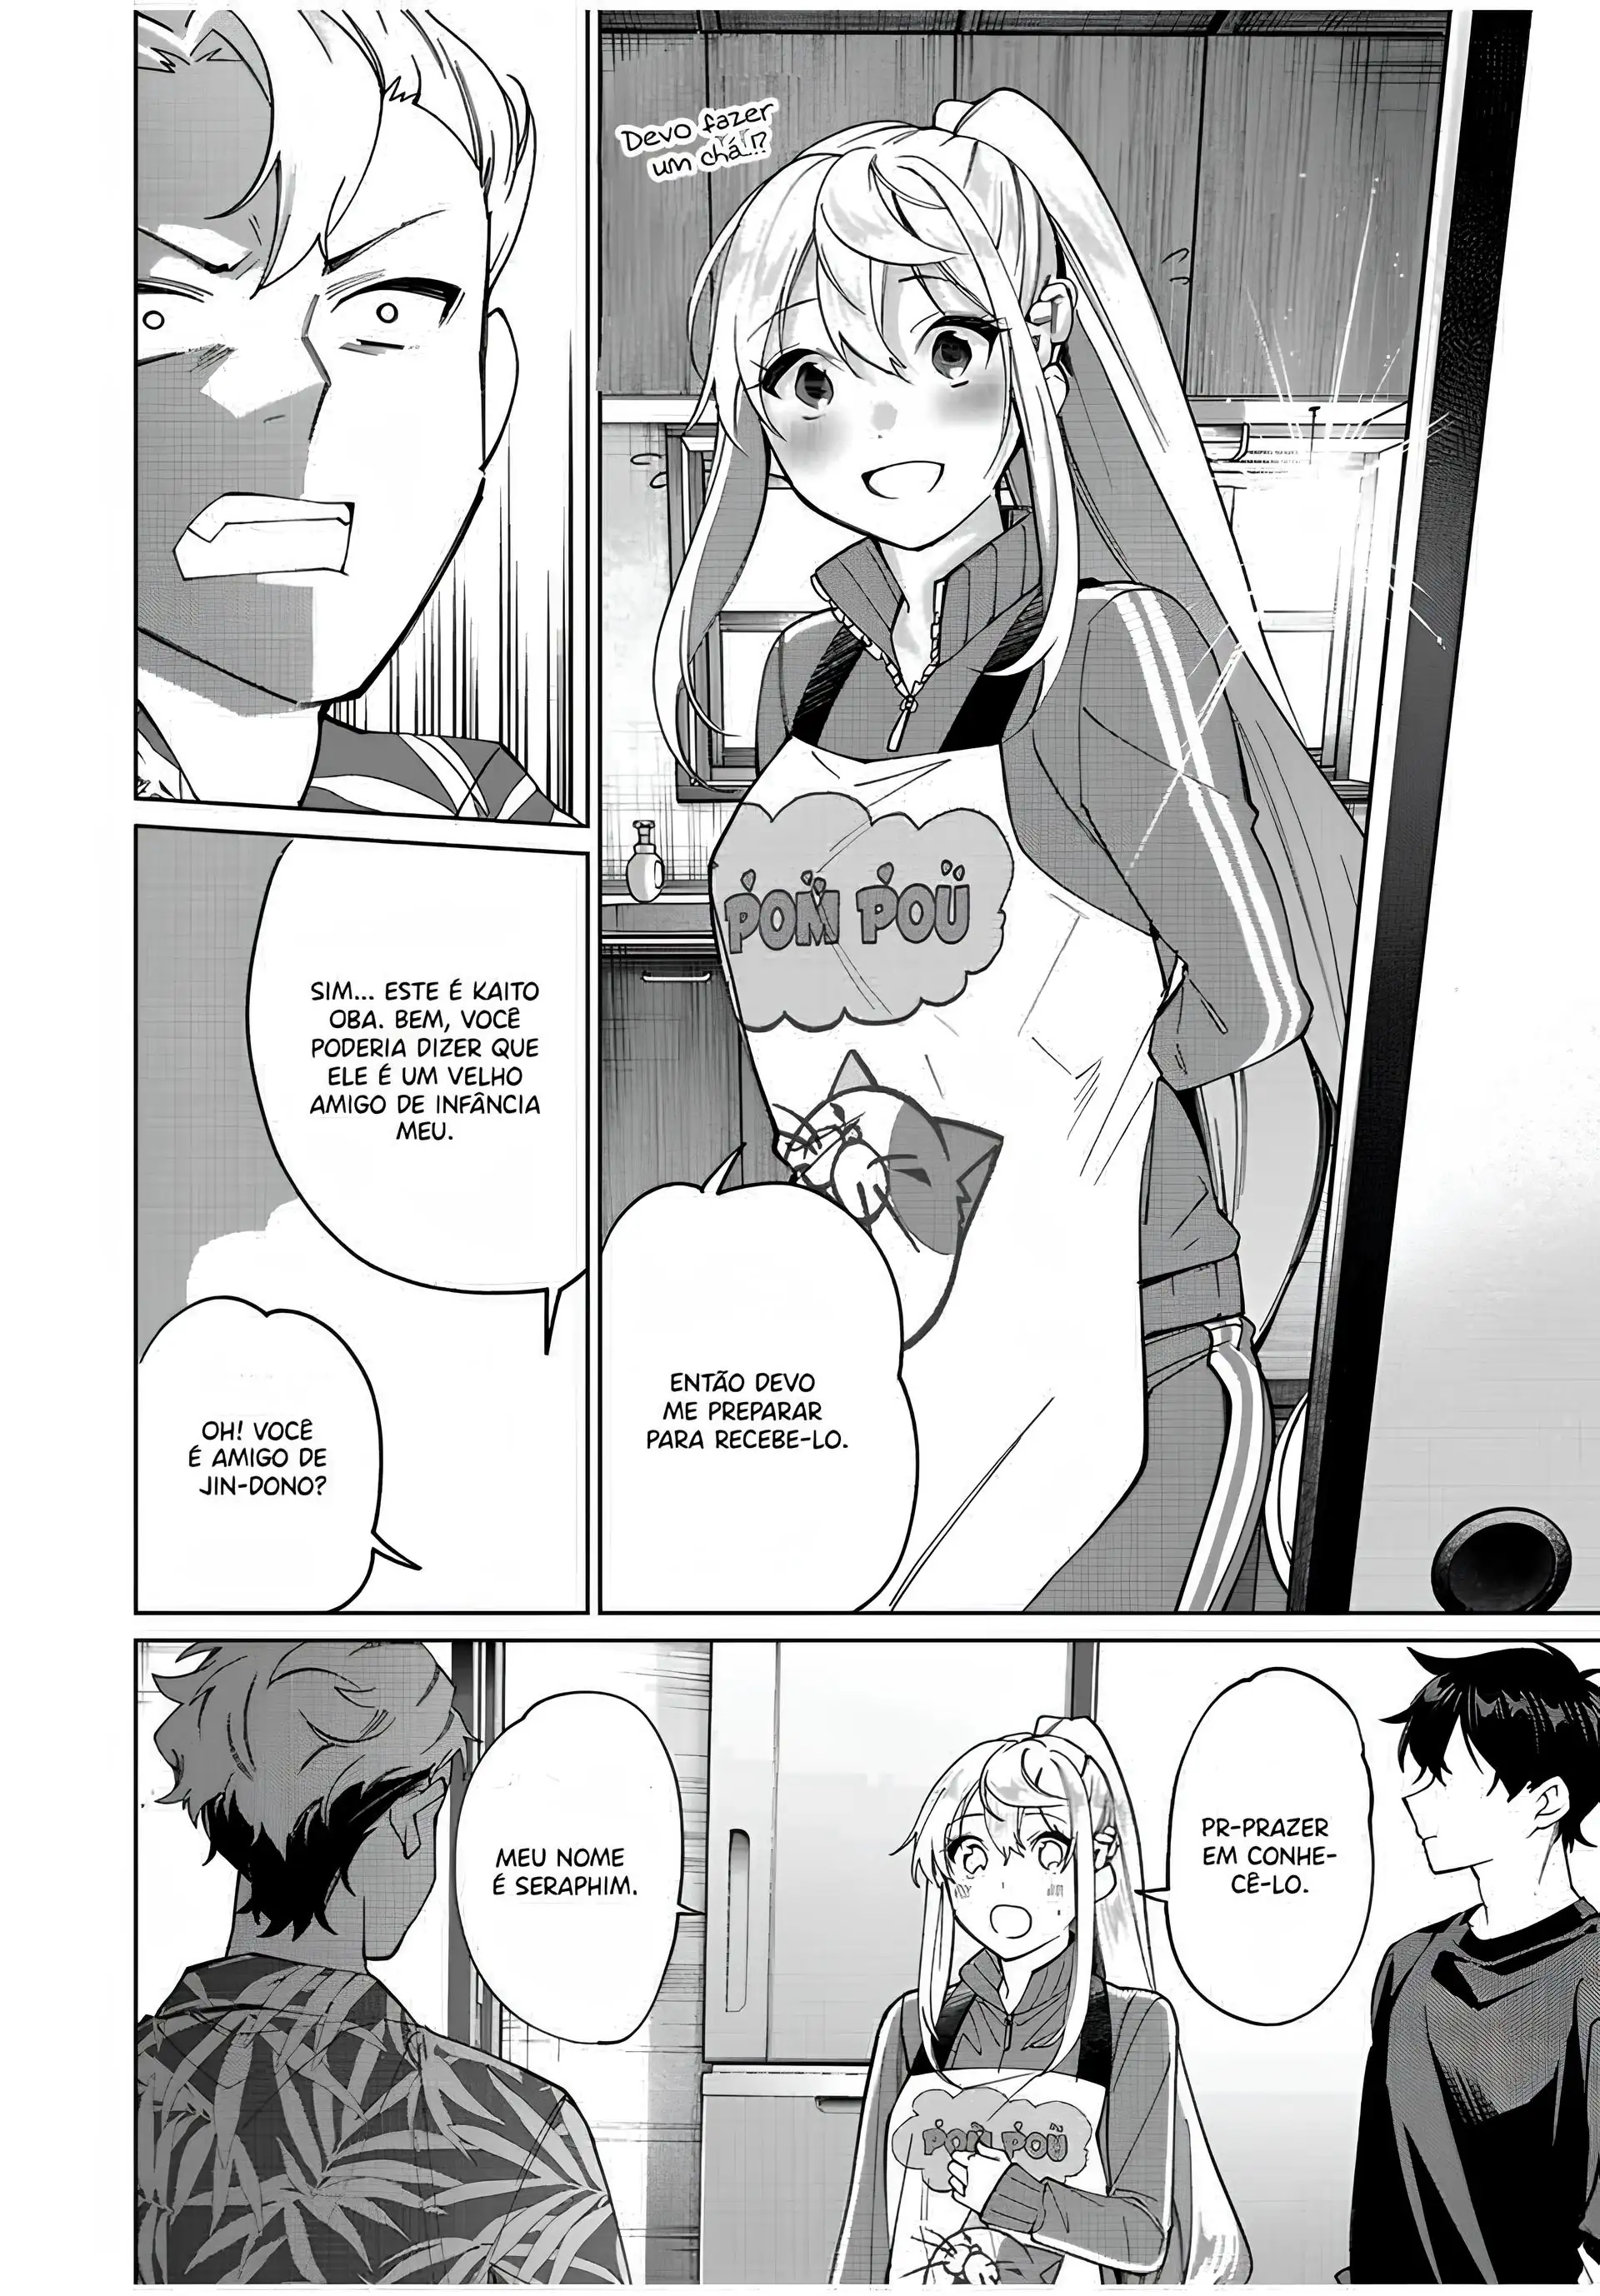 Devo fazer
um chá!?
POM POU
ENTÃO DEVO
ME PREPARAR
PARA RECEBE-LO.
SIM... ESTE É KAITO
OBA. BEM, VOCÊ
PODERIA DIZER QUE
ELE É UM VELHO
AMIGO DE INFÂNCIA
MEU.
OH! VOCÊ
É AMIGO DE
JIN-DONO?
PR-PRAZER
EM CONHE-
CÊ-LO.
MEU NOME
É SERAPHIM.
POM POU